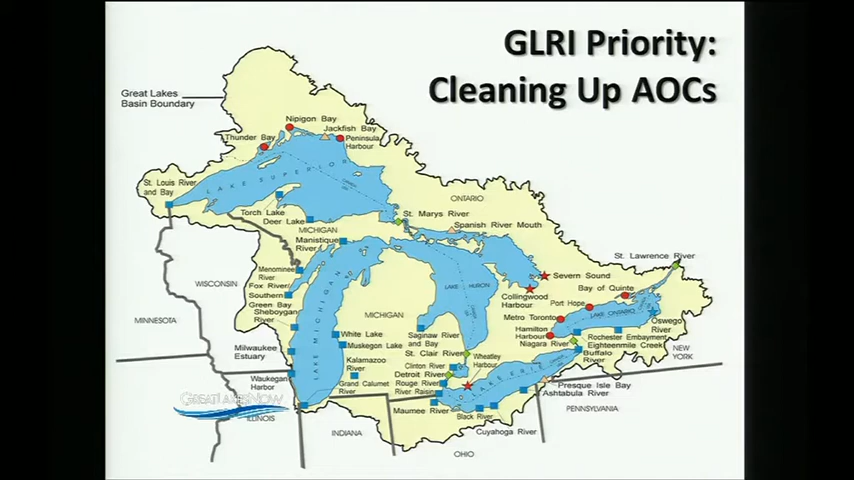 GLRI Priority:
Cleaning Up AOCs
Great Lakes
Basin Boundary
Nipigon Bay
Jackfish Bay
Thunder Bay
Peninsula
Harbour
LAKE SUPERIOR
St. Louis River
and Bay
ONTARIO
Torch Lake
Deer Lake
St. Marys River
MICHIGAN
Spanish River Mouth
Manistique
River
St. Lawrence River
Menominee
River
Severn Sound
WISCONSIN
Fox River/
Southern
Green Bay
LAKE HURON
Collingwood
Harbour
Bay of Quinte
Port Hope
LAKE MICHIGAN
MICHIGAN
Sheboygan
River
Metro Toronto
LAKE ONTARIO
Oswego
River
MINNESOTA
White Lake
Saginaw River
and Bay
Hamilton
Harbour
Rochester Embayment
Eighteenmile Creek
Niagara River
Muskegon Lake
Milwaukee
Estuary
St. Clair River
Wheatley
Harbour
Buffalo
River
NEW
YORK
Kalamazoo
River
Clinton River
Detroit River
LAKE ERIE
Waukegan
Harbor
Grand Calumet
River
Rouge River
River Raisin
Presque Isle Bay
Ashtabula River
GREATLAKESNOW
Maumee River
Black River
PENNSYLVANIA
ILLINOIS
INDIANA
Cuyahoga River
OHIO